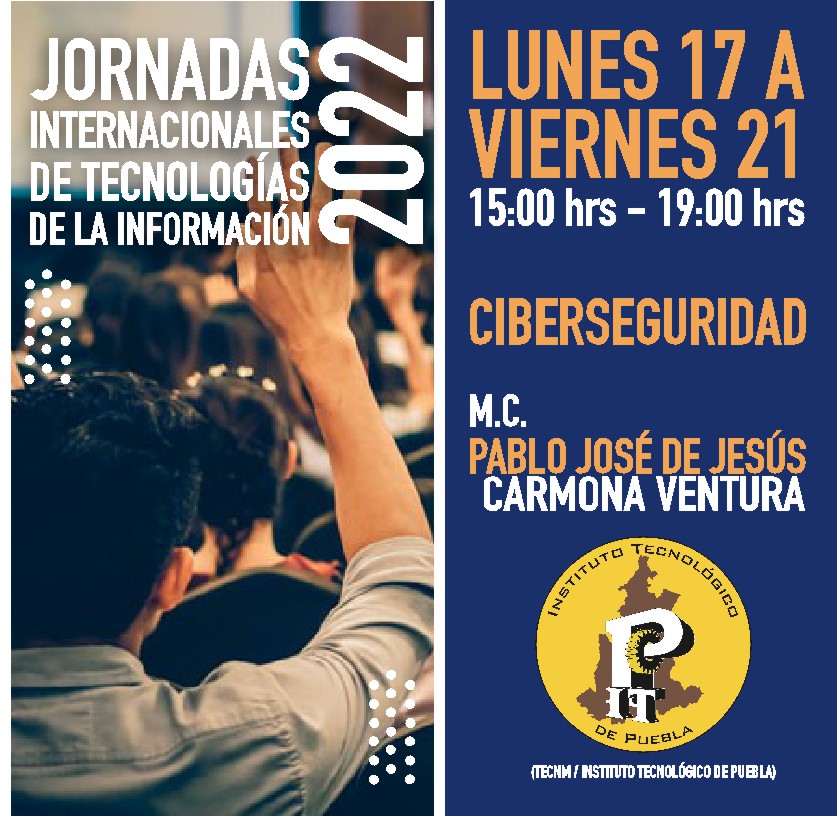 JORNADAS
INTERNACIONALES
DE TECNOLOGÍAS
DE LA INFORMACIÓN
2022
LUNES 17 A
VIERNES 21
15:00 hrs – 19:00 hrs
CIBERSEGURIDAD
M.C.
PABLO JOSÉ DE JESÚS
CARMONA VENTURA
INSTITUTO TECNOLÓGICO
P
IT
DE PUEBLA
(TECNM / INSTITUTO TECNOLÓGICO DE PUEBLA)